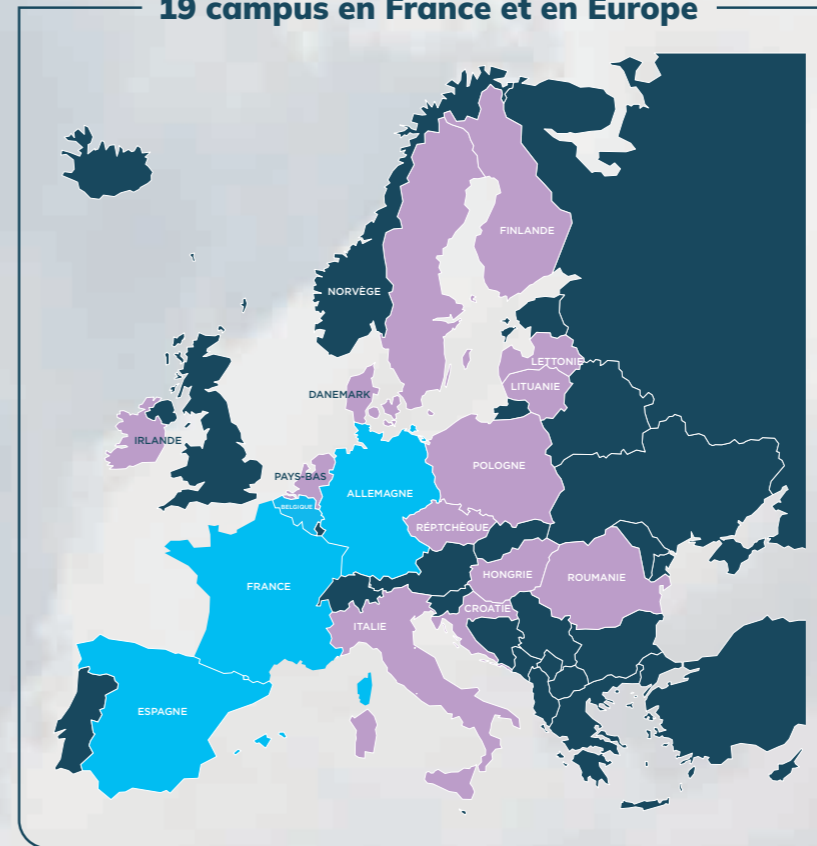 19 campus en France et en Europe
FINLANDE
NORVÈGE
LETTONIE
LITUANIE
DANEMARK
IRLANDE
POLOGNE
PAYS-BAS
ALLEMAGNE
BELGIQUE
RÉP.TCHÈQUE
HONGRIE
ROUMANIE
FRANCE
CROATIE
ITALIE
ESPAGNE